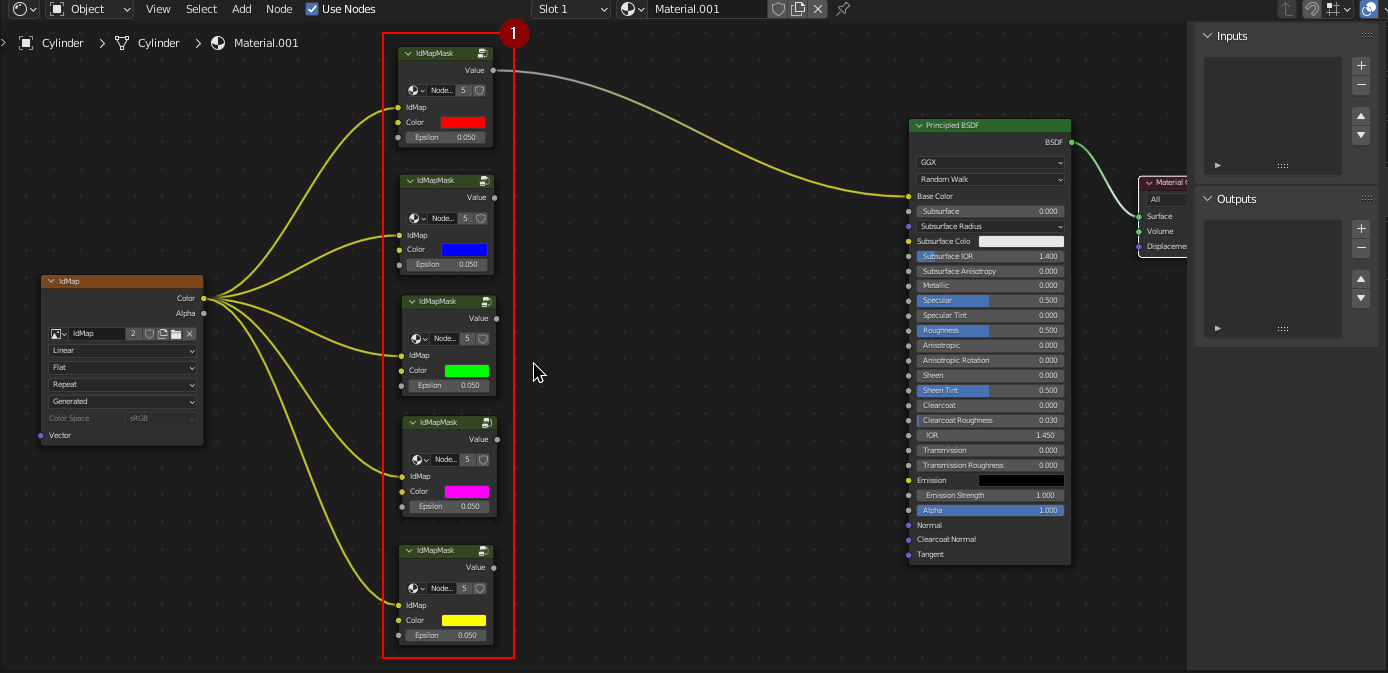 Object View Select Add Node Use Nodes Slot 1 Material.001
Cylinder Cylinder Material.001
1
IdMapMask
Value
Node... 5
IdMap
Color
Epsilon 0.050
IdMapMask
Value
Node... 5
IdMap
Color
Epsilon 0.050
IdMapMask
Value
Node... 5
IdMap
Color
Epsilon 0.050
IdMapMask
Value
Node... 5
IdMap
Color
Epsilon 0.050
IdMapMask
Value
Node... 5
IdMap
Color
Epsilon 0.050
IdMap
Color
Alpha
IdMap 2
Linear
Flat
Repeat
Generated
Color Space sRGB
Vector
Principled BSDF
BSDF
GGX
Random Walk
Base Color
Subsurface 0.000
Subsurface Radius
Subsurface Colo
Subsurface IOR 1.400
Subsurface Anisotropy 0.000
Metallic 0.000
Specular 0.500
Specular Tint 0.000
Roughness 0.500
Anisotropic 0.000
Anisotropic Rotation 0.000
Sheen 0.000
Sheen Tint 0.500
Clearcoat 0.000
Clearcoat Roughness 0.030
IOR 1.450
Transmission 0.000
Transmission Roughness 0.000
Emission
Emission Strength 1.000
Alpha 1.000
Normal
Clearcoat Normal
Tangent
Material
All
Surface
Volume
Displaceme
Inputs
Outputs